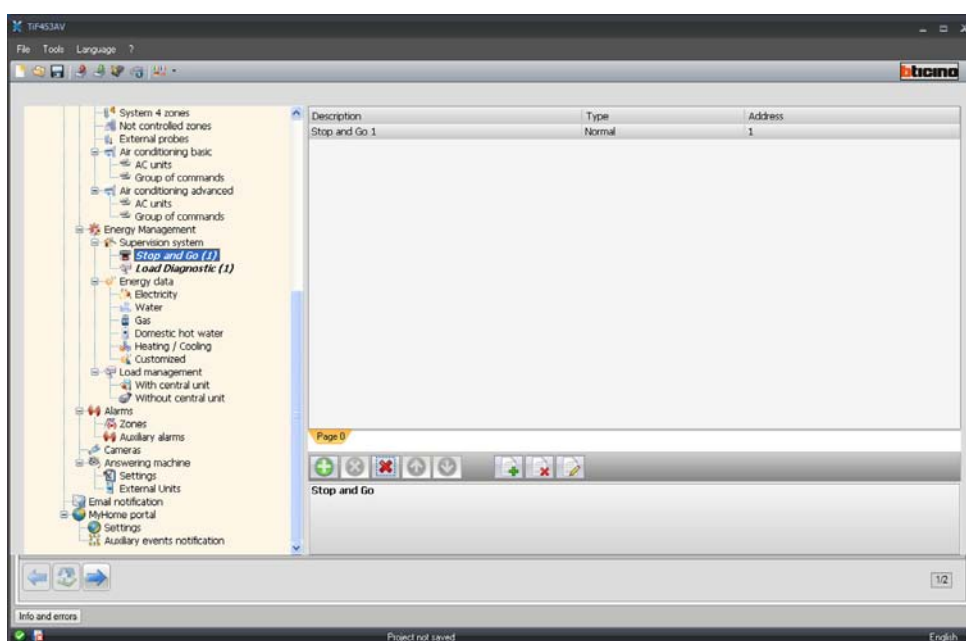 TiF453AV
File Tools Language ?
bticino
System 4 zones
Not controlled zones
External probes
Air conditioning basic
AC units
Group of commands
Air conditioning advanced
AC units
Group of commands
Energy Management
Supervision system
Stop and Go (1)
Load Diagnostic (1)
Energy data
Electricity
Water
Gas
Domestic hot water
Heating / Cooling
Customized
Load management
With central unit
Without central unit
Alarms
Zones
Auxiliary alarms
Cameras
Answering machine
Settings
External Units
Email notification
MyHome portal
Settings
Auxiliary events notification
Description Type Address
Stop and Go 1 Normal 1
Page 0
Stop and Go
1/2
Info and errors
Project not saved English